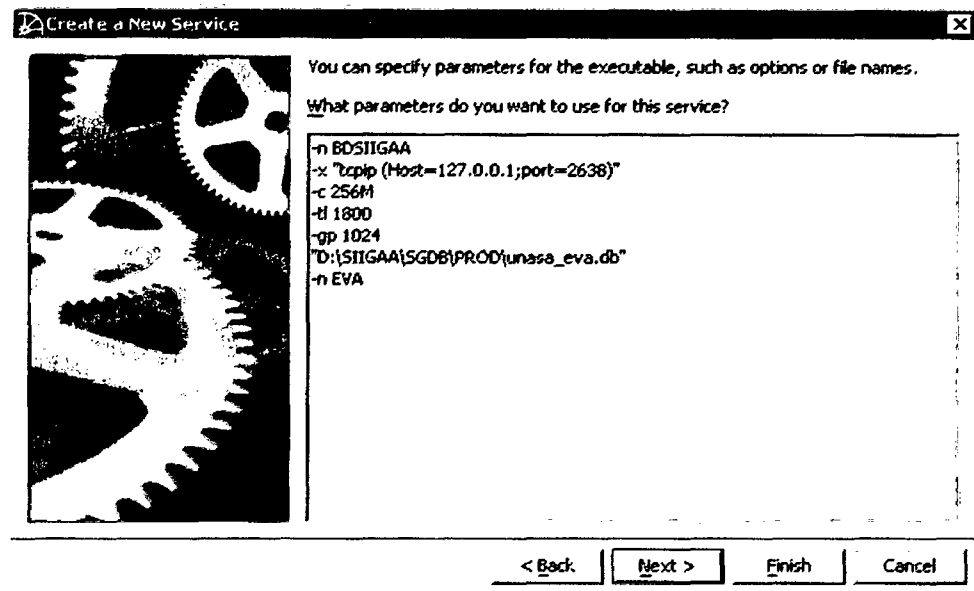 Create a New Service
You can specify parameters for the executable, such as options or file names.
What parameters do you want to use for this service?
-n BDSIIGAA
-x "tcpip (Host=127.0.0.1;port=2638)"
-c 256M
-tl 1800
-gp 1024
"D:\SIIGAA\SGDB\PROD\unasa_eva.db"
-n EVA
< Back
Next >
Finish
Cancel